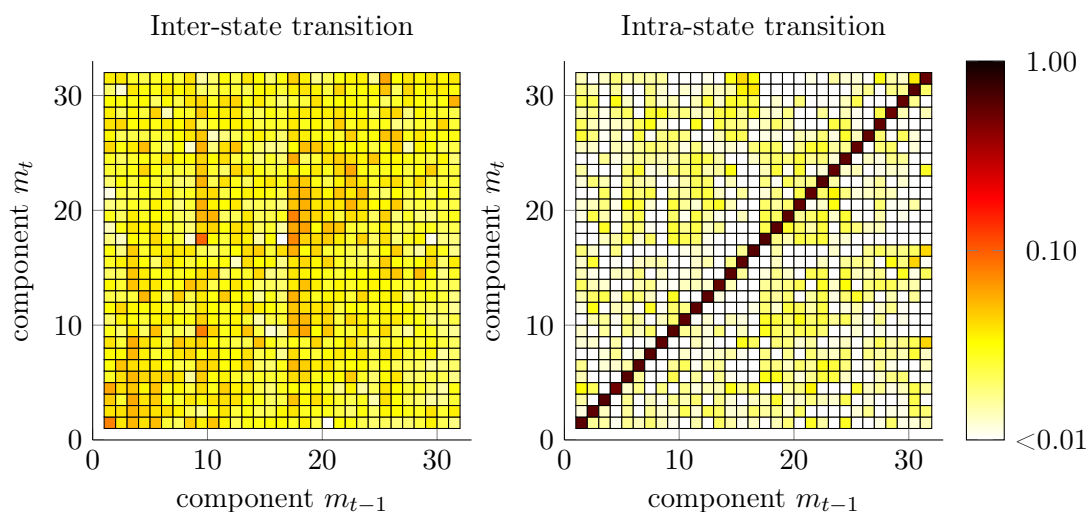 Inter-state transition
Intra-state transition
component m_t
30
20
10
0
0 10 20 30
component m_{t−1}
component m_t
30
20
10
0
0 10 20 30
component m_{t−1}
1.00
0.10
<0.01